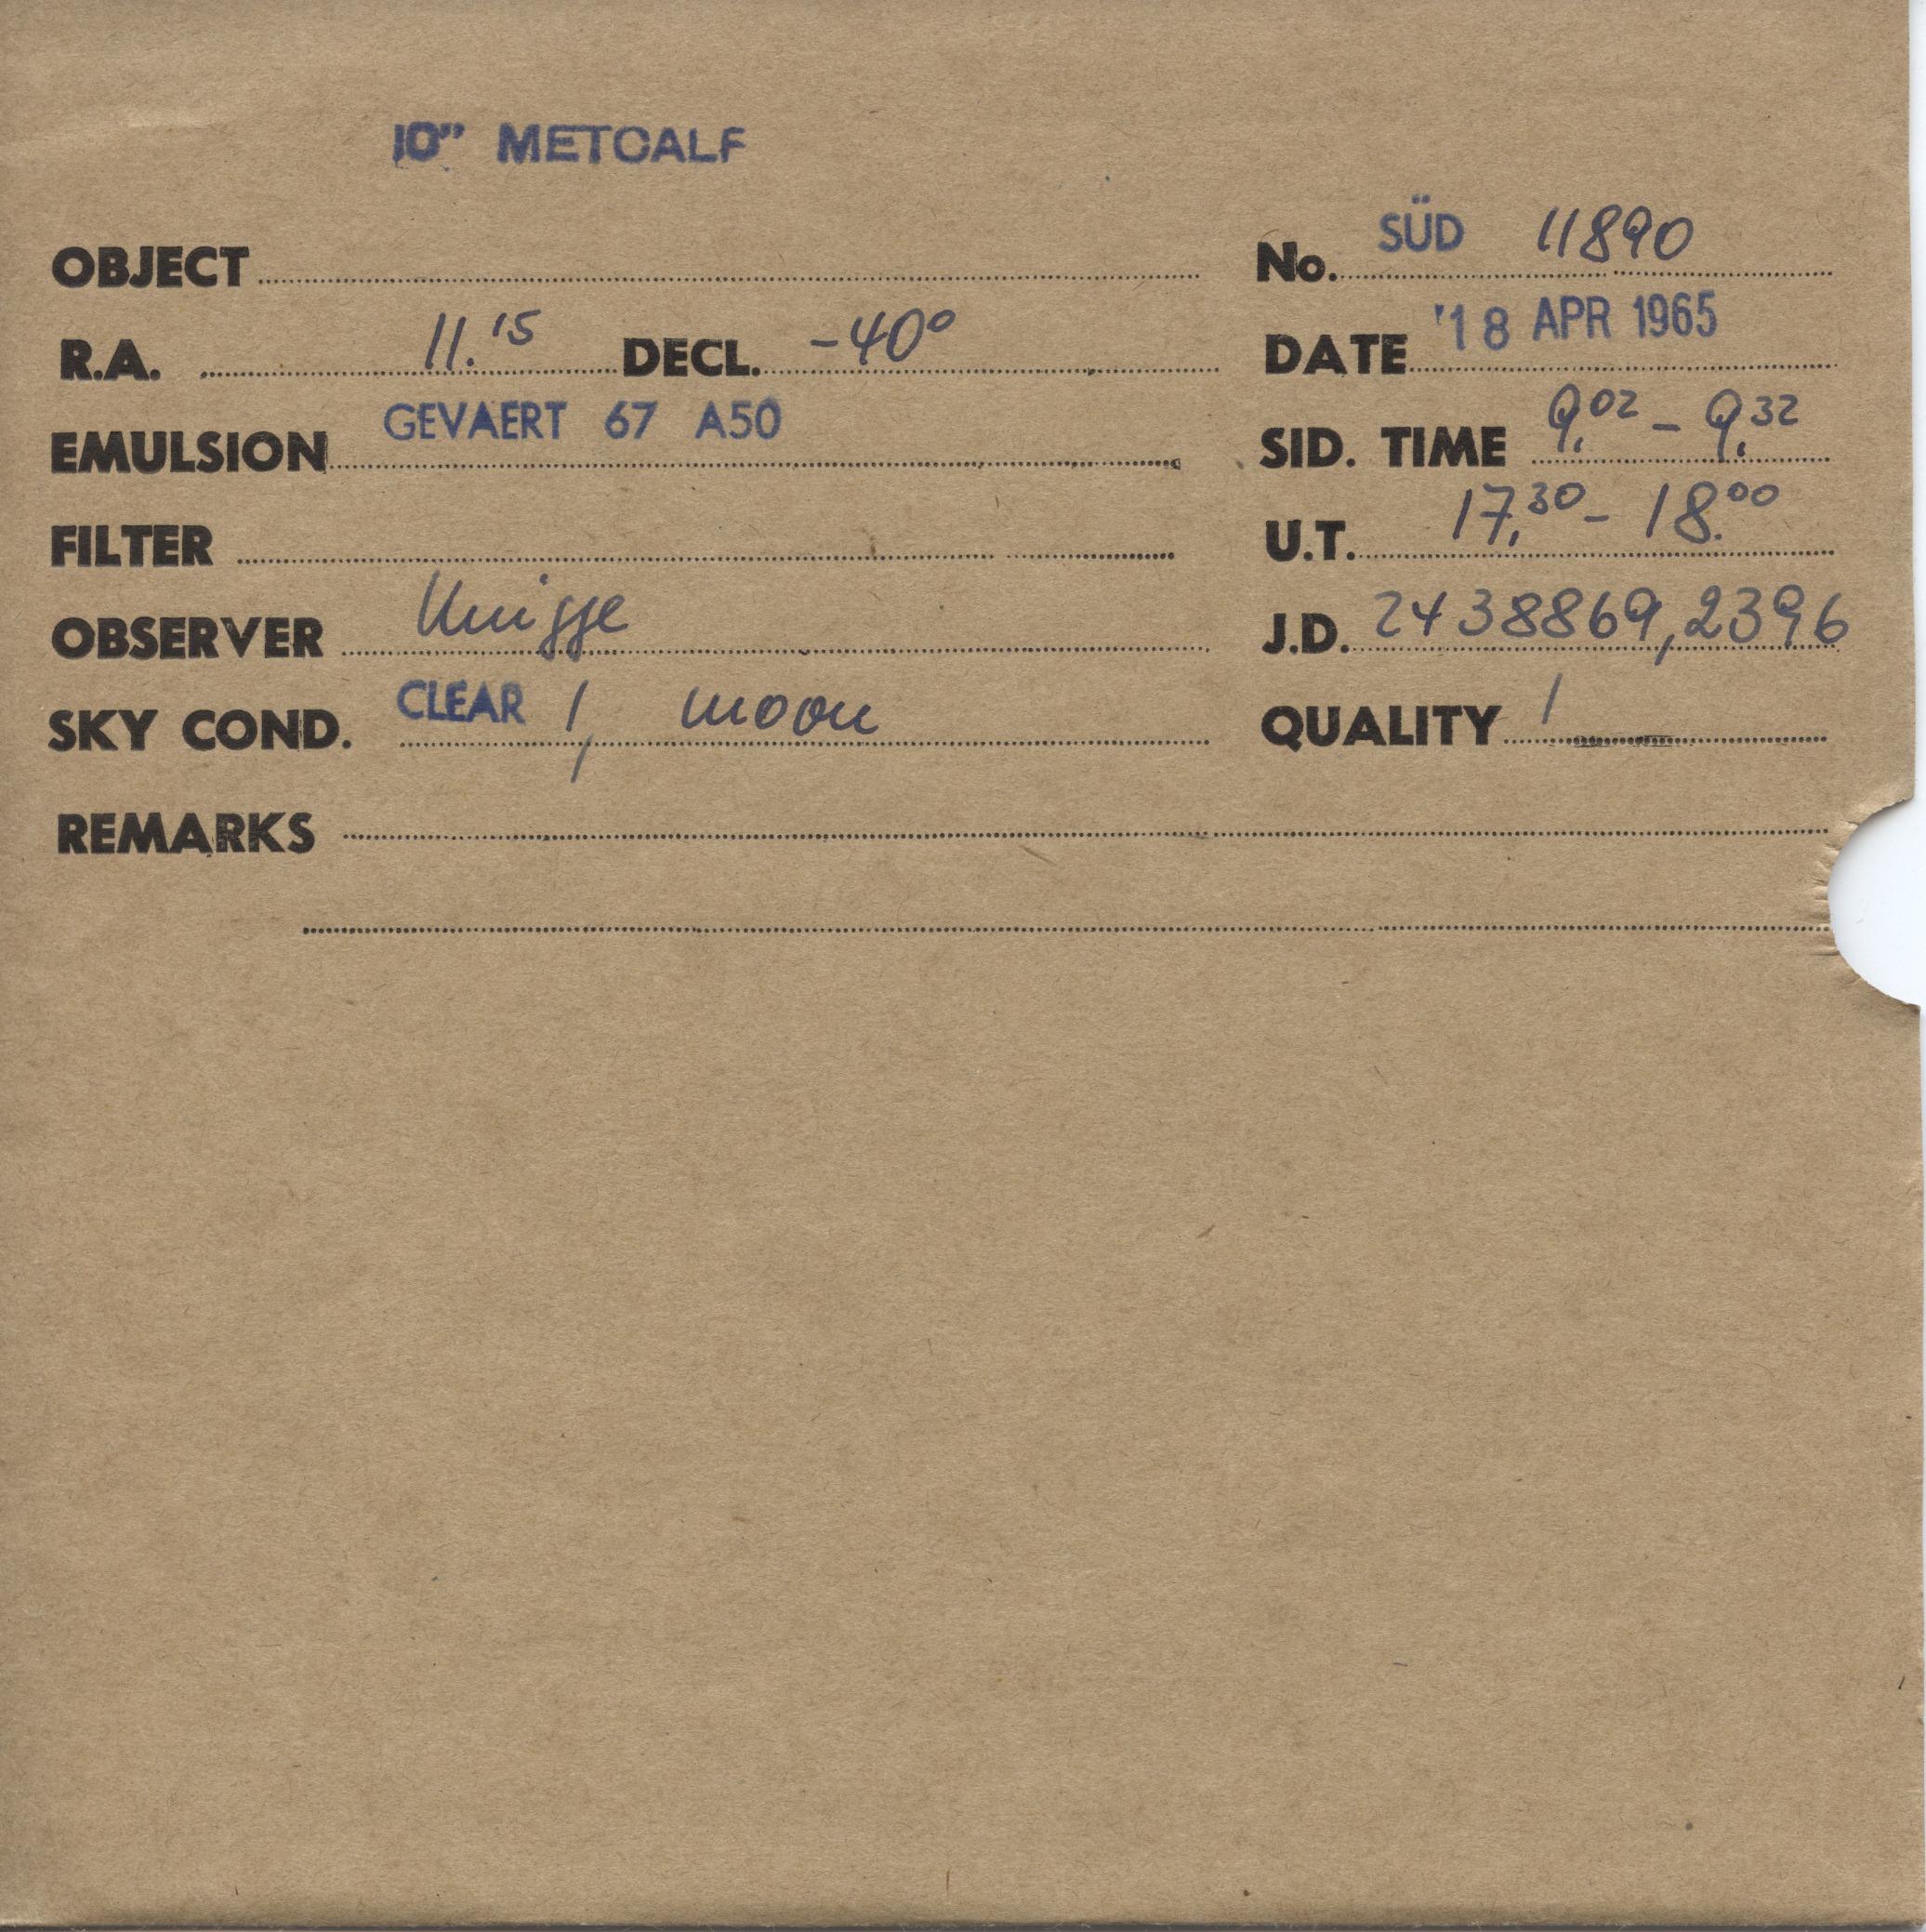 10" METCALF
OBJECT
No. SÜD 11890
R.A. 11.15 DECL. -40°
DATE '18 APR 1965
EMULSION GEVAERT 67 A50
SID. TIME 9.02 - 9.32
FILTER
U.T. 17.30 - 18.00
OBSERVER Knigge
J.D. 2438869,2396
SKY COND. CLEAR 1, moon
QUALITY 1
REMARKS